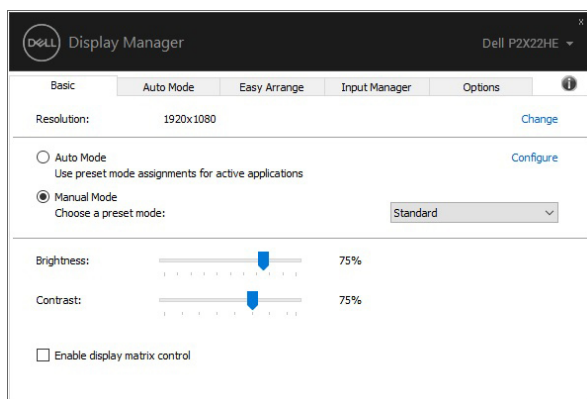 x
DELL Display Manager Dell P2X22HE
Basic Auto Mode Easy Arrange Input Manager Options i
Resolution: 1920x1080 Change
Auto Mode Configure
Use preset mode assignments for active applications
Manual Mode
Choose a preset mode: Standard
Brightness: 75%
Contrast: 75%
Enable display matrix control